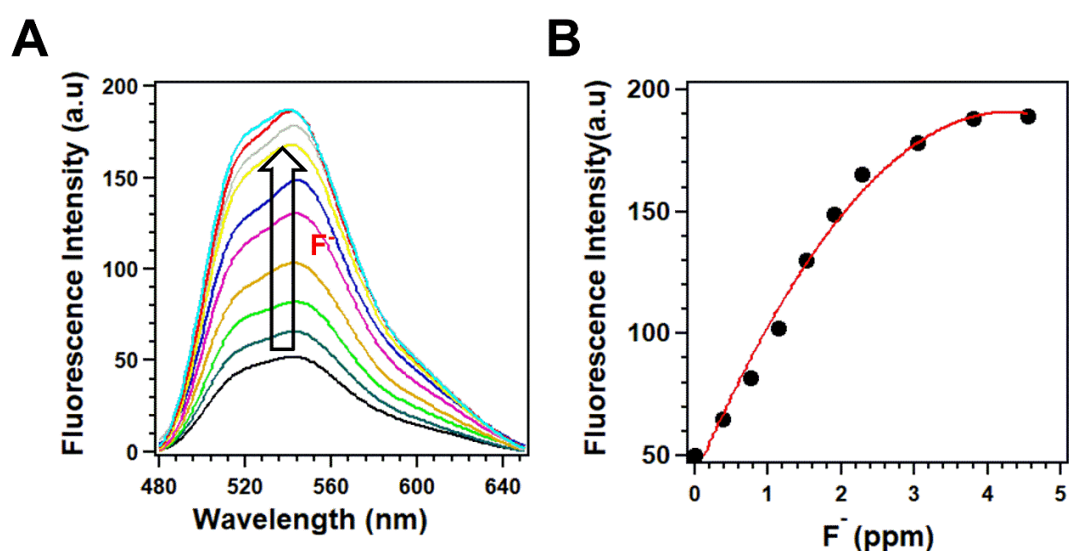 A
Fluorescence Intensity (a.u)
200
150
100
50
0
F-
480
520
560
600
640
Wavelength (nm)
B
Fluorescence Intensity(a.u)
200
150
100
50
0
1
2
3
4
5
F- (ppm)